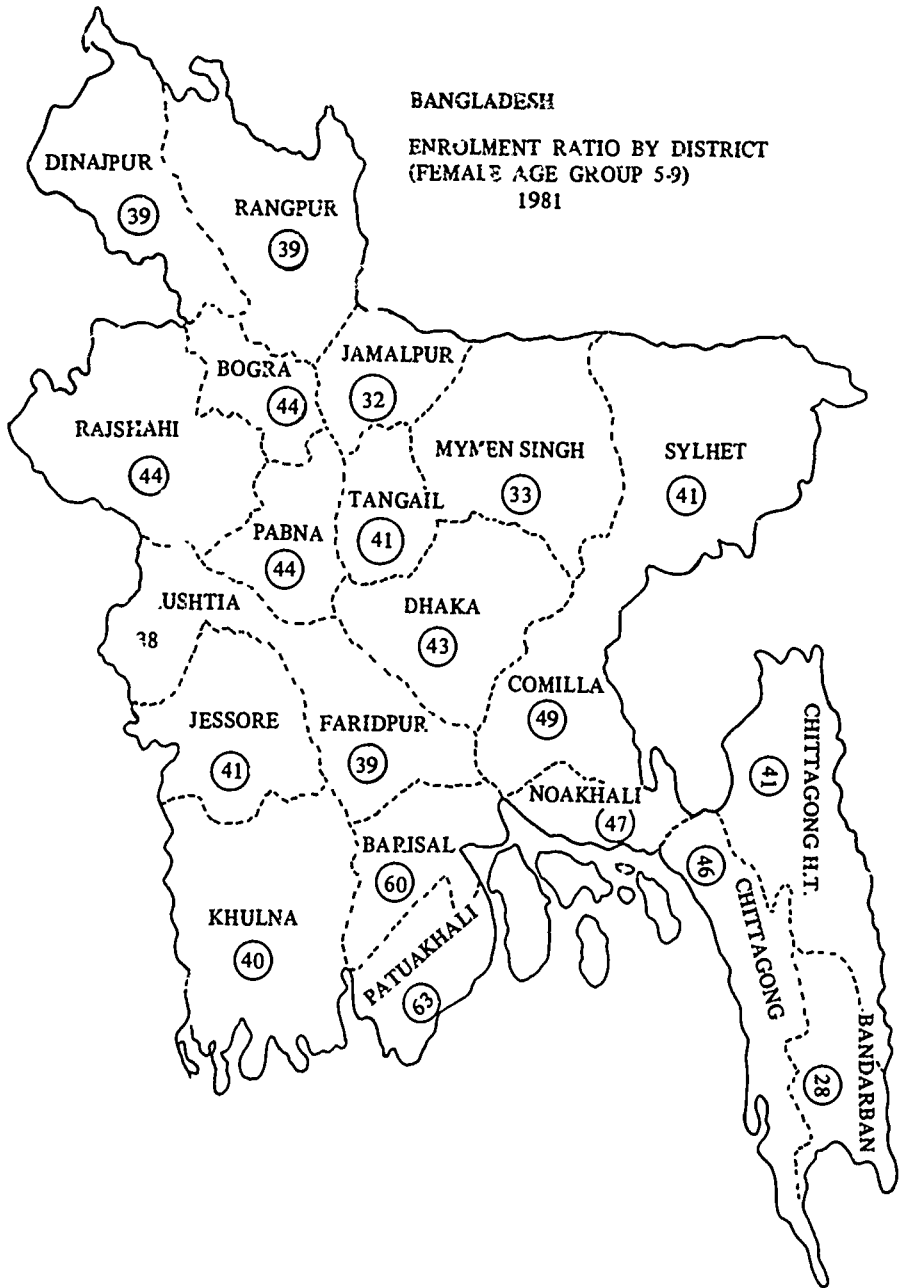 BANGLADESH
ENROLMENT RATIO BY DISTRICT
(FEMALE AGE GROUP 5-9)
1981
DINAJPUR
39
RANGPUR
39
BOGRA
44
JAMALPUR
32
RAJSHAHI
44
MYMEN SINGH
33
SYLHET
41
TANGAIL
41
PABNA
44
USHTIA
38
DHAKA
43
JESSORE
41
FARIDPUR
39
COMILLA
49
NOAKHALI
47
CHITTAGONG H.T.
41
BARISAL
60
CHITTAGONG
46
KHULNA
40
PATUAKHALI
63
BANDARBAN
28